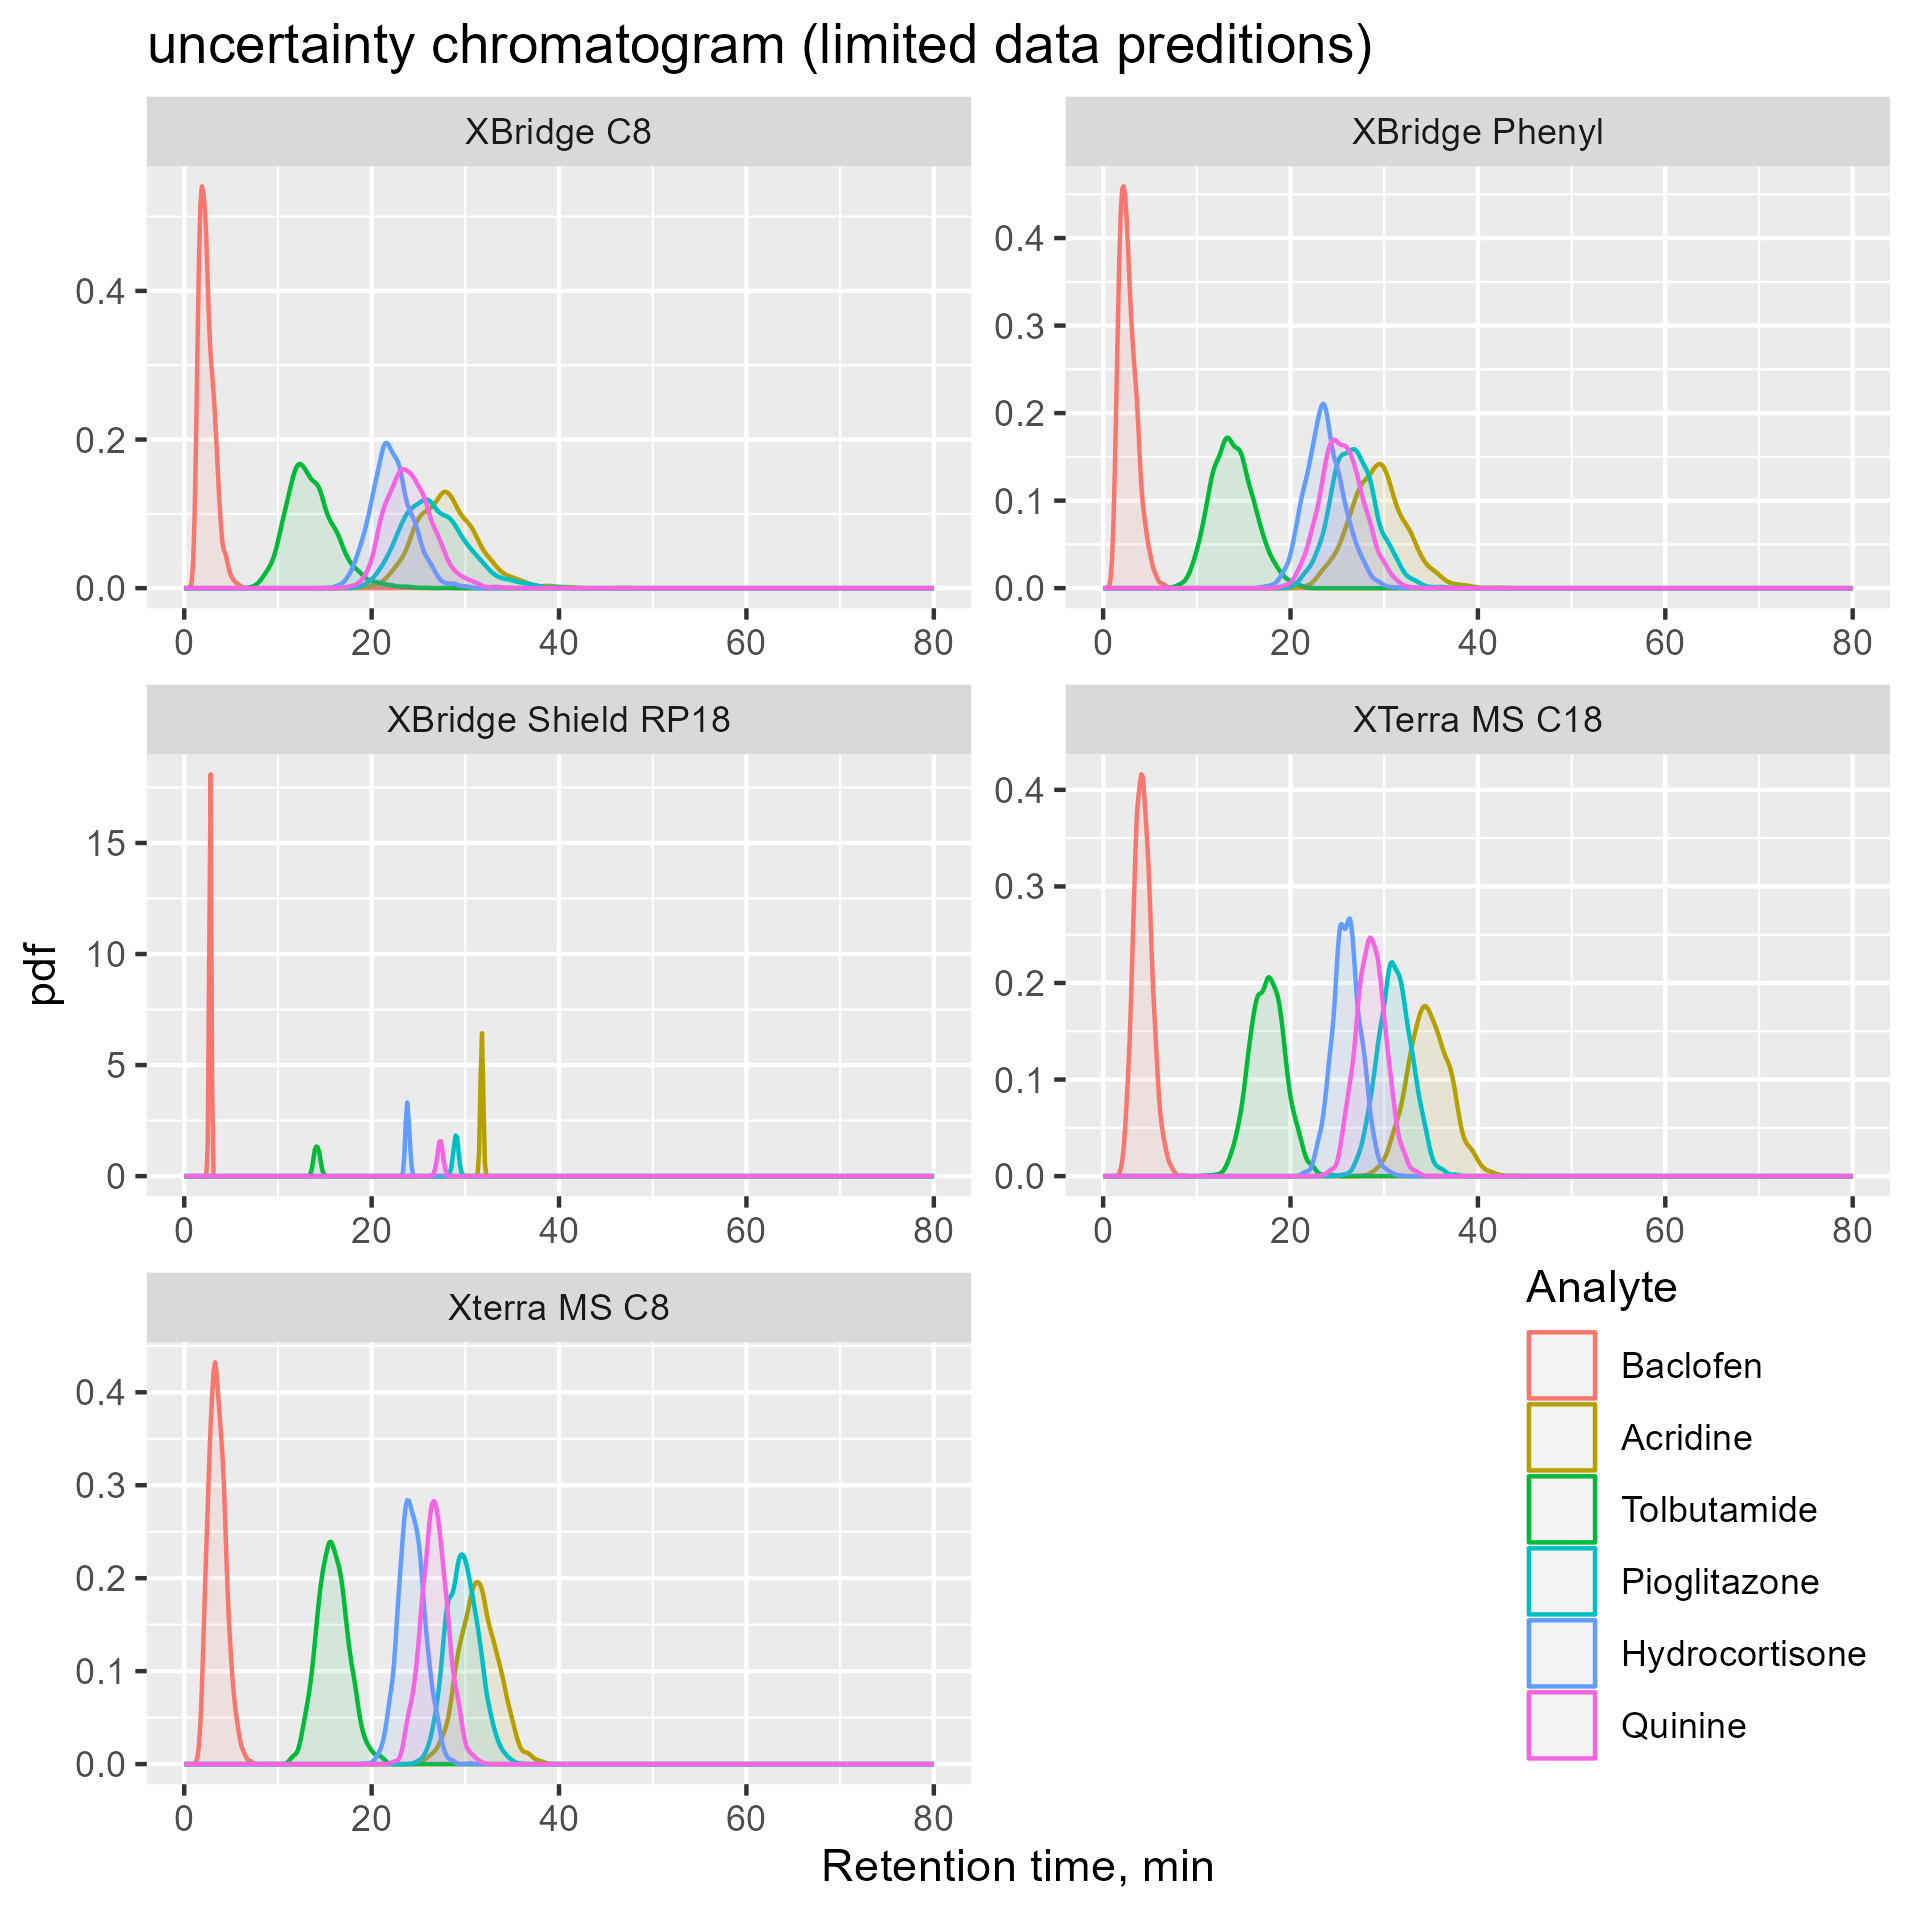 uncertainty chromatogram (limited data preditions)
XBridge C8
XBridge Phenyl
0.4
0.2
0.0
0.4
0.3
0.2
0.1
0.0
0 20 40 60 80
0 20 40 60 80
XBridge Shield RP18
XTerra MS C18
15
10
5
0
0.4
0.3
0.2
0.1
0.0
0 20 40 60 80
0 20 40 60 80
Xterra MS C8
0.4
0.3
0.2
0.1
0.0
0 20 40 60 80
pdf
Retention time, min
Analyte
Baclofen
Acridine
Tolbutamide
Pioglitazone
Hydrocortisone
Quinine